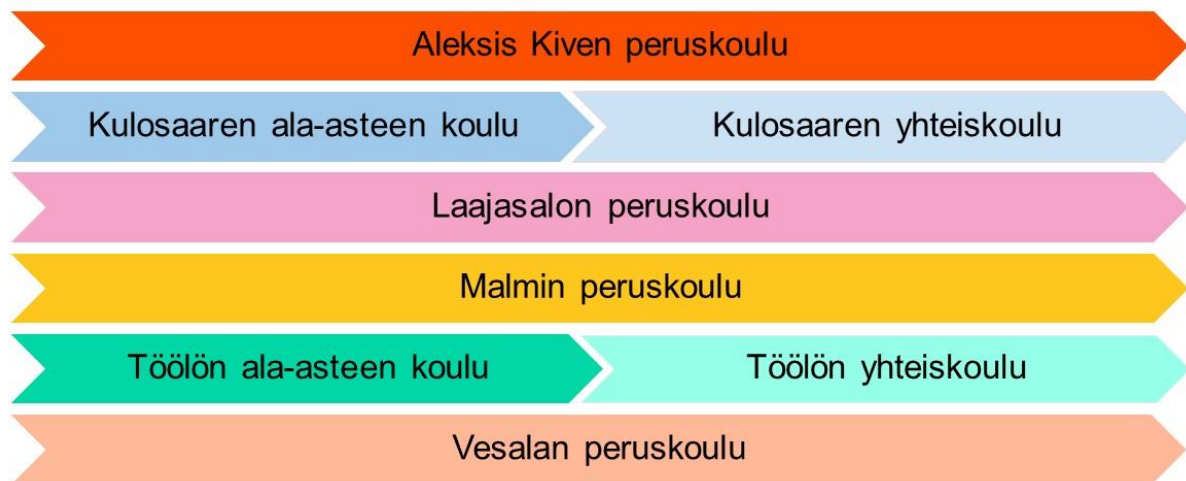 Aleksis Kiven peruskoulu
Kulosaaren ala-asteen koulu
Kulosaaren yhteiskoulu
Laajasalon peruskoulu
Malmin peruskoulu
Töölön ala-asteen koulu
Töölön yhteiskoulu
Vesalan peruskoulu